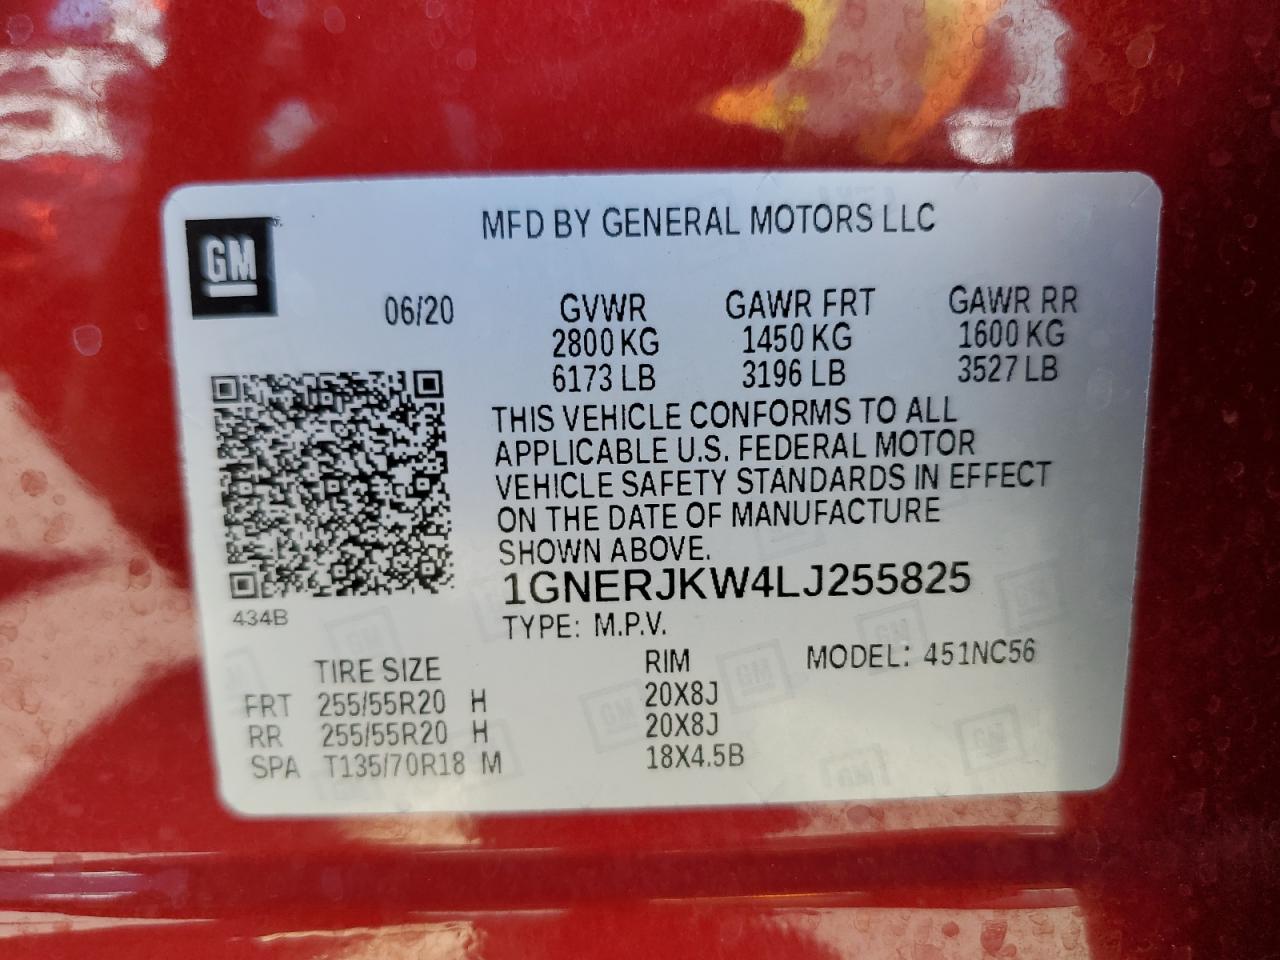 MFD BY GENERAL MOTORS LLC
GM
06/20
GVWR GAWR FRT GAWR RR
2800 KG 1450 KG 1600 KG
6173 LB 3196 LB 3527 LB
THIS VEHICLE CONFORMS TO ALL
APPLICABLE U.S. FEDERAL MOTOR
VEHICLE SAFETY STANDARDS IN EFFECT
ON THE DATE OF MANUFACTURE
SHOWN ABOVE.
1GNERJKW4LJ255825
434B
TYPE: M.P.V.
TIRE SIZE RIM MODEL: 451NC56
FRT 255/55R20 H 20X8J
RR 255/55R20 H 20X8J
SPA T135/70R18 M 18X4.5B